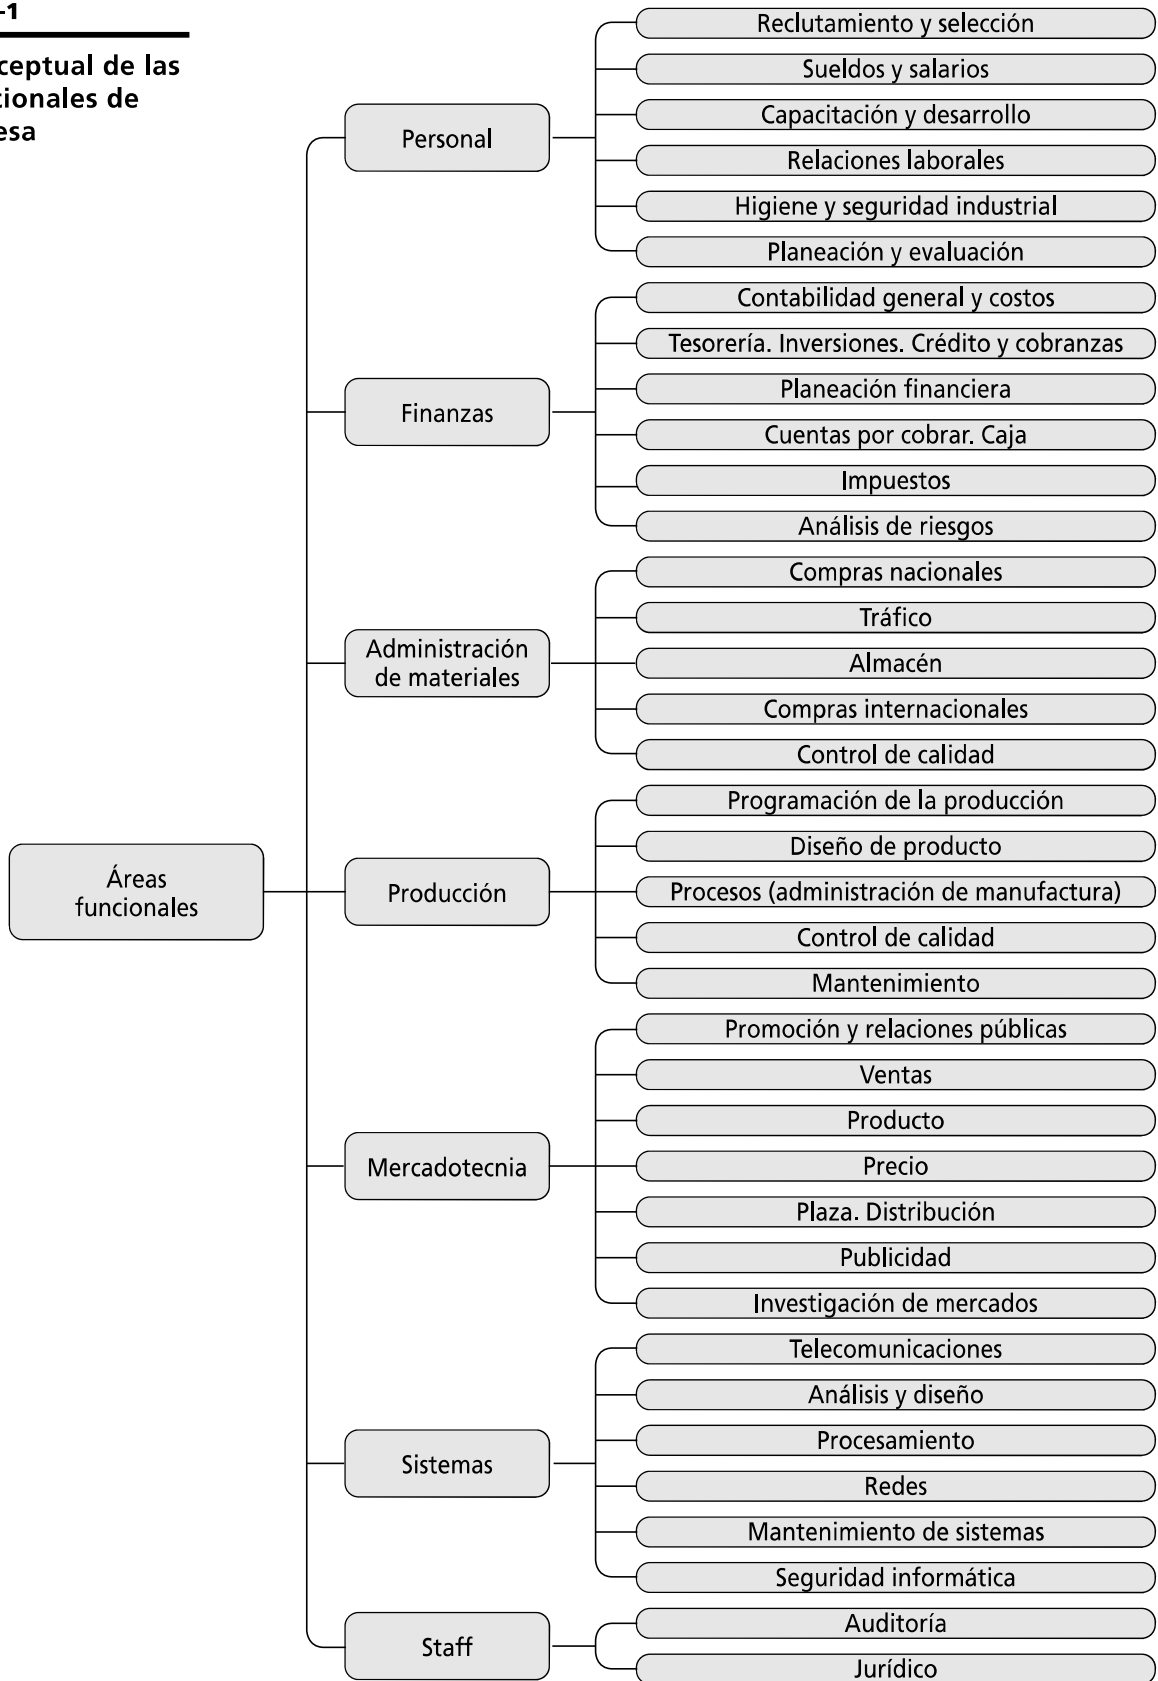 -1
ceptual de las
cionales de
esa
Áreas
funcionales
Personal
Reclutamiento y selección
Sueldos y salarios
Capacitación y desarrollo
Relaciones laborales
Higiene y seguridad industrial
Planeación y evaluación
Finanzas
Contabilidad general y costos
Tesorería. Inversiones. Crédito y cobranzas
Planeación financiera
Cuentas por cobrar. Caja
Impuestos
Análisis de riesgos
Administración
de materiales
Compras nacionales
Tráfico
Almacén
Compras internacionales
Control de calidad
Producción
Programación de la producción
Diseño de producto
Procesos (administración de manufactura)
Control de calidad
Mantenimiento
Mercadotecnia
Promoción y relaciones públicas
Ventas
Producto
Precio
Plaza. Distribución
Publicidad
Investigación de mercados
Sistemas
Telecomunicaciones
Análisis y diseño
Procesamiento
Redes
Mantenimiento de sistemas
Seguridad informática
Staff
Auditoría
Jurídico